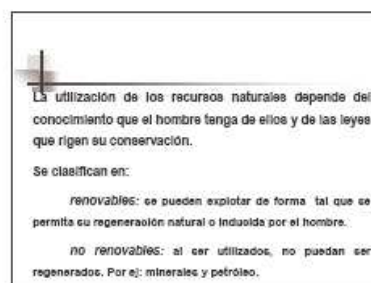 La utilización de los recursos naturales depende del
conocimiento que el hombre tenga de ellos y de las leyes
que rigen su conservación.
Se clasifican en:
renovables: se pueden explotar de forma tal que se
permita su regeneración natural o inducida por el hombre.
no renovables: al ser utilizados, no puedan ser
regenerados. Por ej: minerales y petróleo.